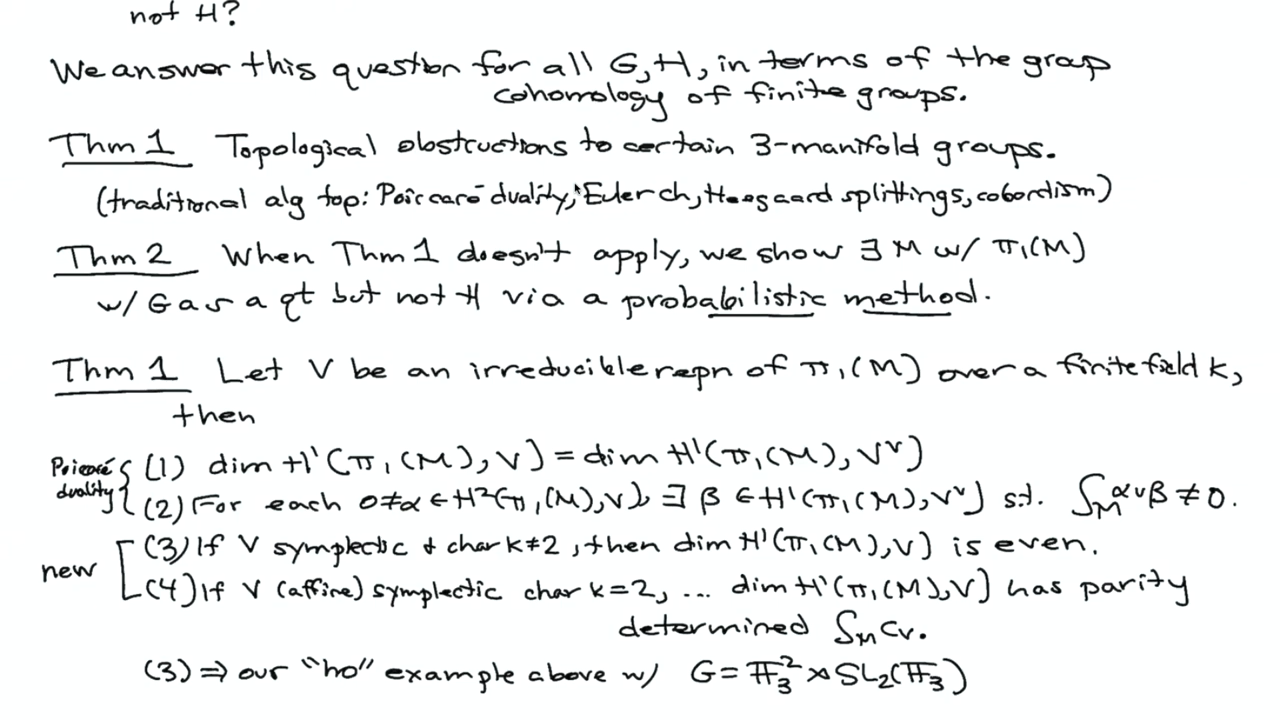 not H?
We answer this question for all G,H, in terms of the group
cohomology of finite groups.
Thm 1 Topological obstructions to certain 3-manifold groups.
(traditional alg top: Poicaré duality, Euler ch, Heegaard splittings, cobordism)
Thm 2 When Thm 1 doesn't apply, we show ∃ M w/ π₁(M)
w/ G as a qt but not H via a probabilistic method.
Thm 1 Let V be an irreducible repn of π₁(M) over a finite field k,
then
Poicaré duality { (1) dim H¹(π₁(M), V) = dim H¹(π₁(M), V^∨)
(2) For each 0≠α∈H²(π₁(M), V), ∃ β ∈ H¹(π₁(M), V^∨) s.t. ∫_M α∪β ≠ 0.
new [ (3) If V symplectic & char k≠2, then dim H¹(π₁(M), V) is even.
(4) If V (affine) symplectic char k=2, ... dim H¹(π₁(M), V) has parity
determined ∫_M c_V.
(3) ⇒ our "no" example above w/ G = 𝔽₃² ⋊ SL₂(𝔽₃)